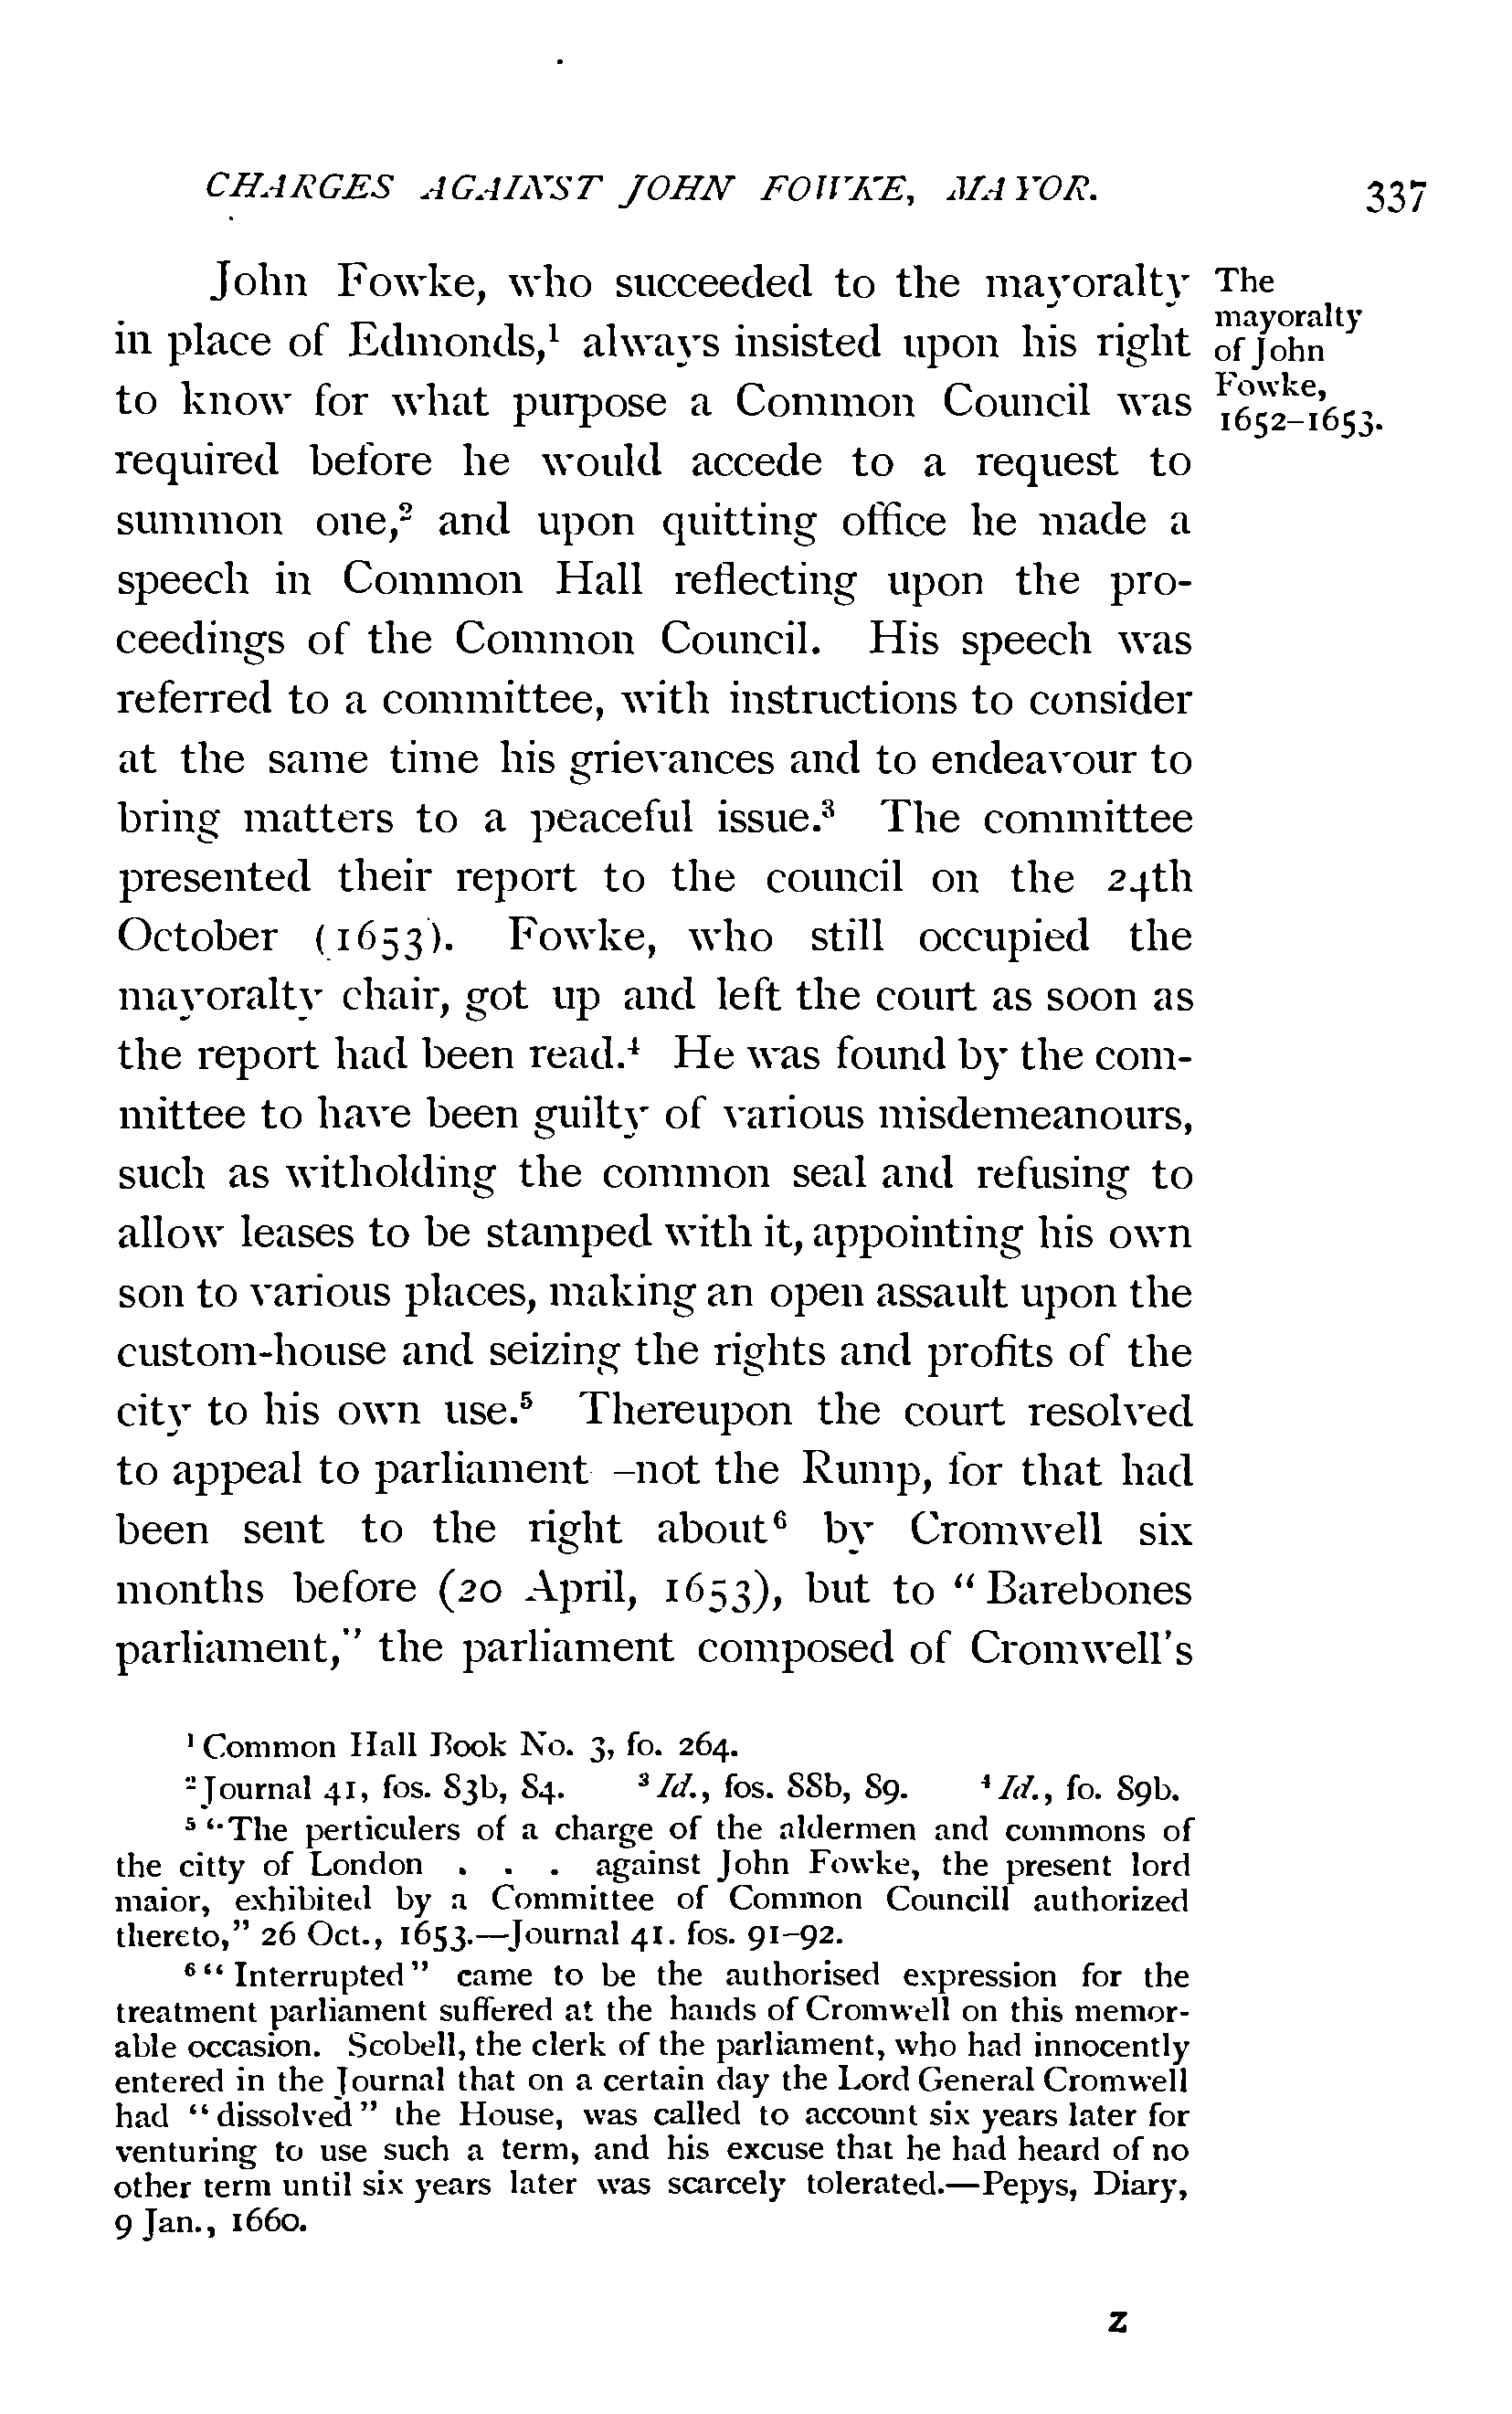 CHARGES AGAINST JOHN FOWKE, MAYOR. 337
John Fowke, who succeeded to the mayoralty
in place of Edmonds,¹ always insisted upon his right
to know for what purpose a Common Council was
required before he would accede to a request to
summon one,² and upon quitting office he made a
speech in Common Hall reflecting upon the pro-
ceedings of the Common Council. His speech was
referred to a committee, with instructions to consider
at the same time his grievances and to endeavour to
bring matters to a peaceful issue.³ The committee
presented their report to the council on the 24th
October (1653). Fowke, who still occupied the
mayoralty chair, got up and left the court as soon as
the report had been read.⁴ He was found by the com-
mittee to have been guilty of various misdemeanours,
such as witholding the common seal and refusing to
allow leases to be stamped with it, appointing his own
son to various places, making an open assault upon the
custom-house and seizing the rights and profits of the
city to his own use.⁵ Thereupon the court resolved
to appeal to parliament –not the Rump, for that had
been sent to the right about⁶ by Cromwell six
months before (20 April, 1653), but to “Barebones
parliament,” the parliament composed of Cromwell's
The
mayoralty
of John
Fowke,
1652–1653.
¹ Common Hall Book No. 3, fo. 264.
² Journal 41, fos. 83b, 84. ³ Id., fos. 88b, 89. ⁴ Id., fo. 89b.
⁵ “The perticulers of a charge of the aldermen and commons of
the citty of London . . . against John Fowke, the present lord
maior, exhibited by a Committee of Common Councill authorized
thereto,” 26 Oct., 1653.—Journal 41. fos. 91–92.
⁶ “Interrupted” came to be the authorised expression for the
treatment parliament suffered at the hands of Cromwell on this memor-
able occasion. Scobell, the clerk of the parliament, who had innocently
entered in the Journal that on a certain day the Lord General Cromwell
had “dissolved” the House, was called to account six years later for
venturing to use such a term, and his excuse that he had heard of no
other term until six years later was scarcely tolerated.—Pepys, Diary,
9 Jan., 1660.
Z